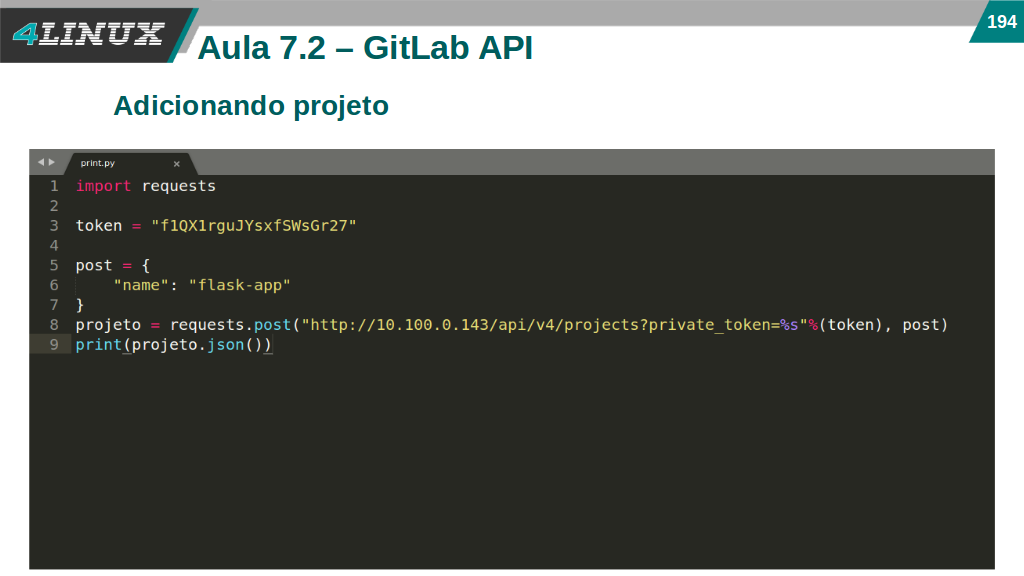 4LINUX
194
Aula 7.2 – GitLab API
Adicionando projeto
print.py ×
1 import requests
2
3 token = "f1QX1rguJYsxfSWsGr27"
4
5 post = {
6     "name": "flask-app"
7 }
8 projeto = requests.post("http://10.100.0.143/api/v4/projects?private_token=%s"%(token), post)
9 print(projeto.json())